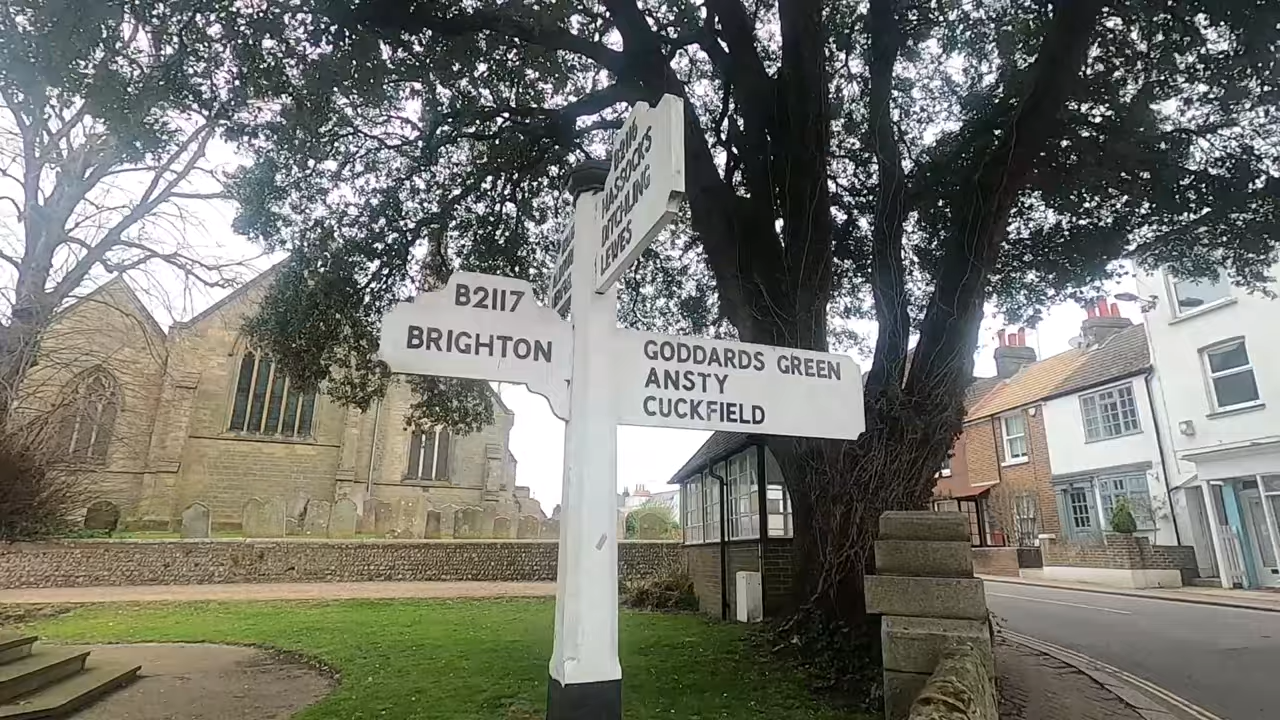 B2116
HASSOCKS
DITCHLING
LEWES
B2117
BRIGHTON
GODDARDS GREEN
ANSTY
CUCKFIELD